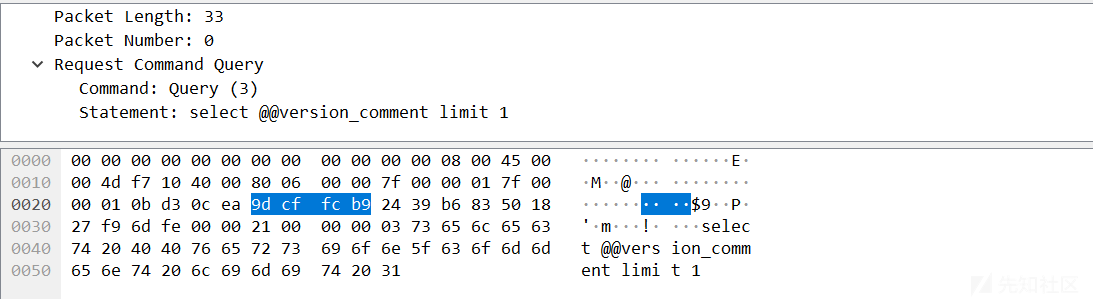 Packet Length: 33
Packet Number: 0
Request Command Query
Command: Query (3)
Statement: select @@version_comment limit 1
0000 00 00 00 00 00 00 00 00 00 00 00 00 08 00 45 00 ········ ······E·
0010 00 4d f7 10 40 00 80 06 00 00 7f 00 00 01 7f 00 ·M··@··· ········
0020 00 01 0b d3 0c ea 9d cf fc b9 24 39 b6 83 50 18 ········ ··$9··P·
0030 27 f9 6d fe 00 00 21 00 00 00 03 73 65 6c 65 63 '·m···!· ···selec
0040 74 20 40 40 76 65 72 73 69 6f 6e 5f 63 6f 6d 6d t @@vers ion_comm
0050 65 6e 74 20 6c 69 6d 69 74 20 31 ent limi t 1
先知社区